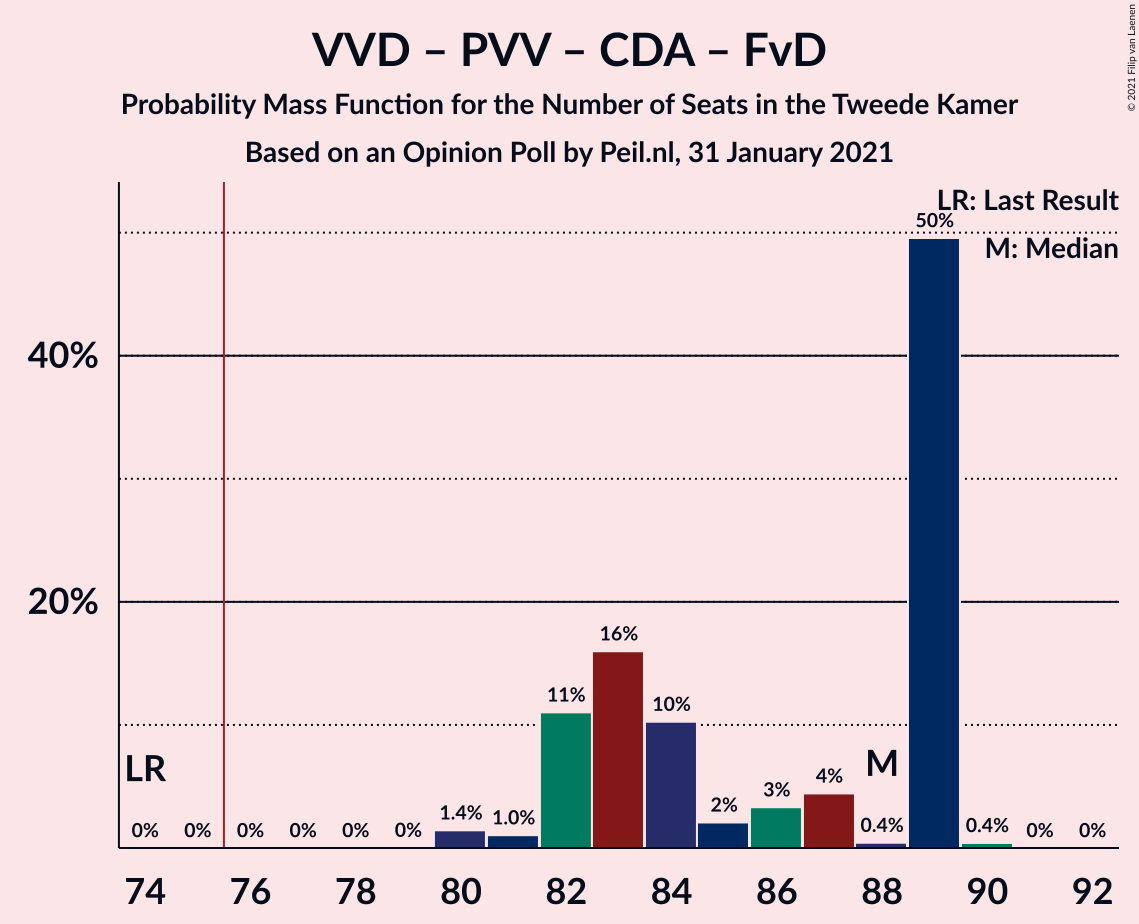 VVD – PVV – CDA – FvD
Probability Mass Function for the Number of Seats in the Tweede Kamer
Based on an Opinion Poll by Peil.nl, 31 January 2021
© 2021 Filip van Laenen
LR: Last Result
M: Median
50%
40%
20%
16%
11%
10%
LR
M
4%
3%
2%
1.4%
1.0%
0.4%
0.4%
0% 0% 0% 0% 0% 0% 0% 0%
74 76 78 80 82 84 86 88 90 92